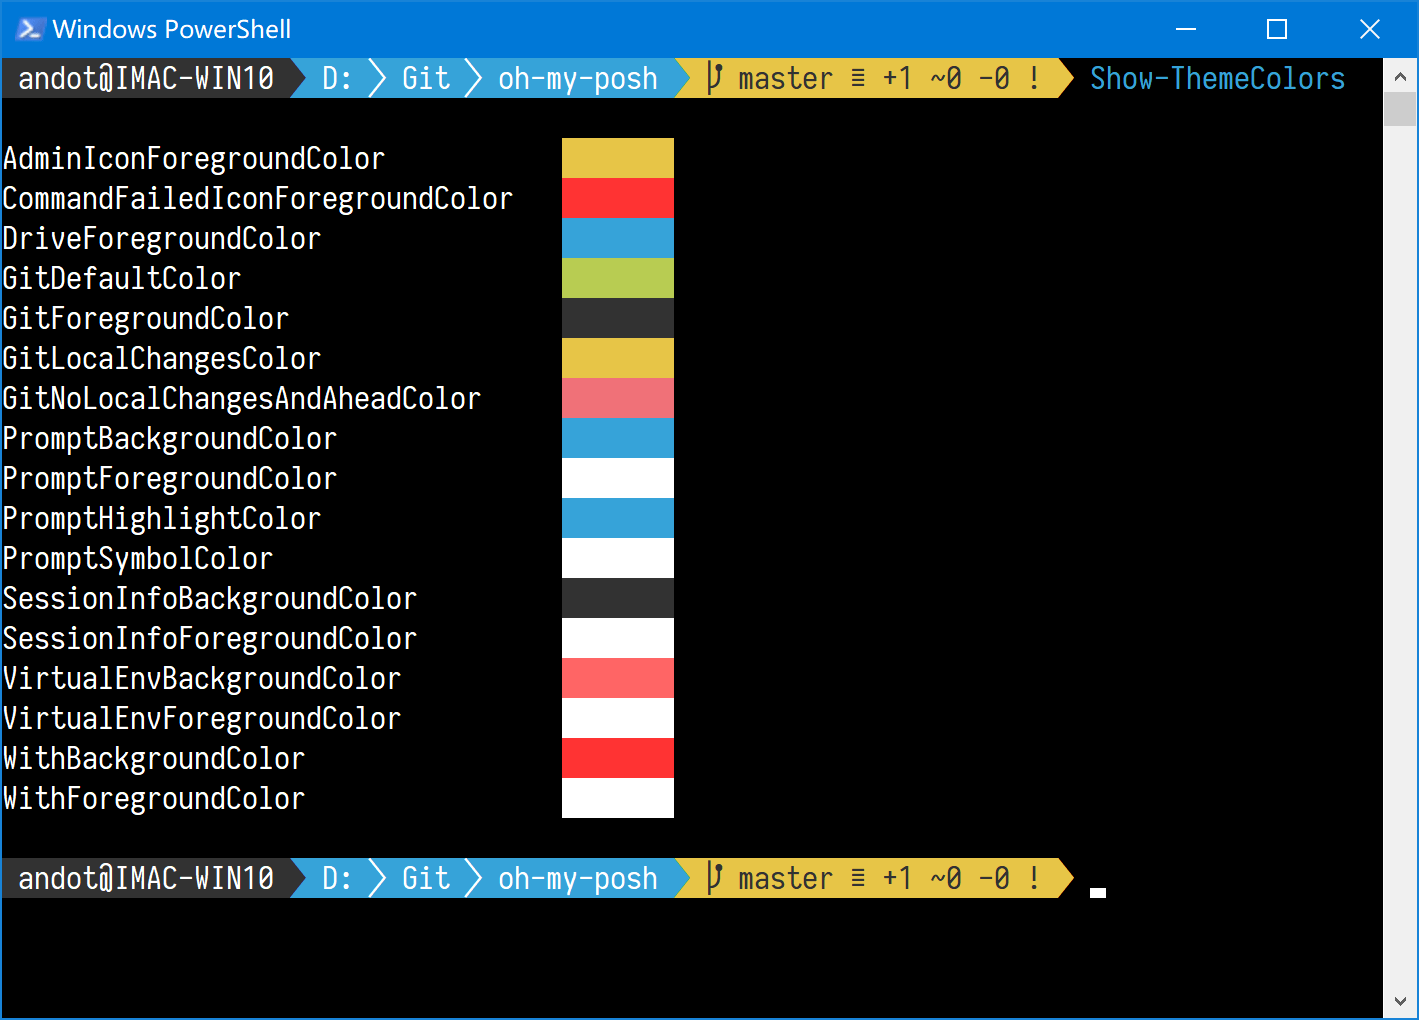 Windows PowerShell
andot@IMAC-WIN10 D: Git oh-my-posh master ≡ +1 ~0 -0 ! Show-ThemeColors
AdminIconForegroundColor
CommandFailedIconForegroundColor
DriveForegroundColor
GitDefaultColor
GitForegroundColor
GitLocalChangesColor
GitNoLocalChangesAndAheadColor
PromptBackgroundColor
PromptForegroundColor
PromptHighlightColor
PromptSymbolColor
SessionInfoBackgroundColor
SessionInfoForegroundColor
VirtualEnvBackgroundColor
VirtualEnvForegroundColor
WithBackgroundColor
WithForegroundColor
andot@IMAC-WIN10 D: Git oh-my-posh master ≡ +1 ~0 -0 !